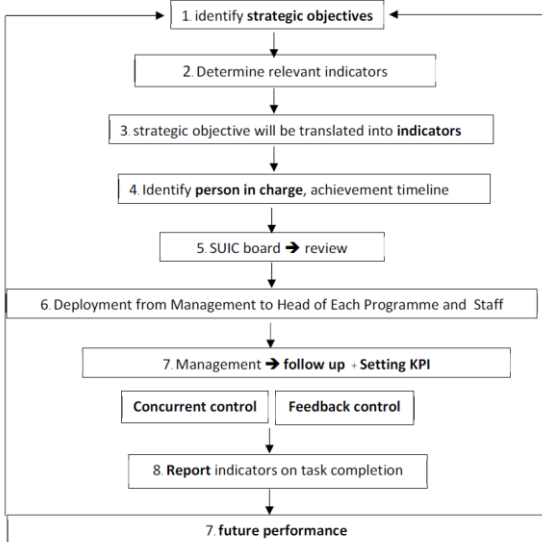 1. identify strategic objectives
2. Determine relevant indicators
3. strategic objective will be translated into indicators
4. Identify person in charge, achievement timeline
5. SUIC board ➔ review
6. Deployment from Management to Head of Each Programme and Staff
7. Management ➔ follow up + Setting KPI
Concurrent control
Feedback control
8. Report indicators on task completion
7. future performance